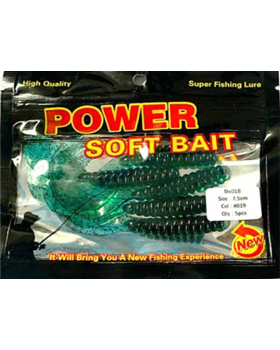 High Quality
Super Fishing Lure
POWER
SOFT BAIT
Dx018
Size : 7.5cm
Col : #019
Qty : 5pcs
New
It-Will Bring You A New Fishing Experience